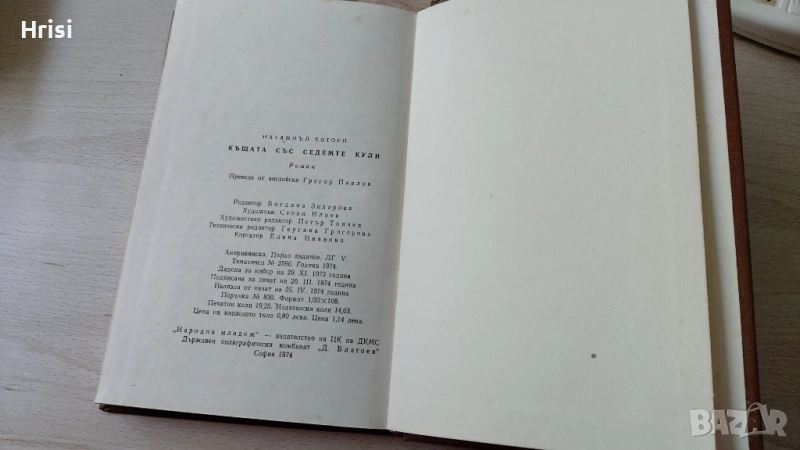 Hrisi
НАТАНИЪЛ ХОТОРН
КЪЩАТА СЪС СЕДЕМТЕ КУЛИ
Роман
Преведе от английски Григор Павлов
Редактор Богдана Зидарова
Художник Стоян Илиев
Художествен редактор Петър Тончев
Технически редактор Гергина Григорова
Коректор Елена Иванова
Американска. Първо издание. ЛГ. V.
Тематичен № 2596. Година 1974.
Дадена за набор на 29. XI. 1973 година
Подписана за печат на 20. III. 1974 година
Излязла от печат на 25. IV. 1974 година
Поръчка № 830. Формат 1/32×108.
Печатни коли 19,25. Издателски коли 14,63.
Цена на книжното тяло 0,80 лева. Цена 1,14 лева.
„Народна младеж“ — издателство на ЦК на ДКМС
Държавен полиграфически комбинат „Д. Благоев“
София 1974
BAZAR